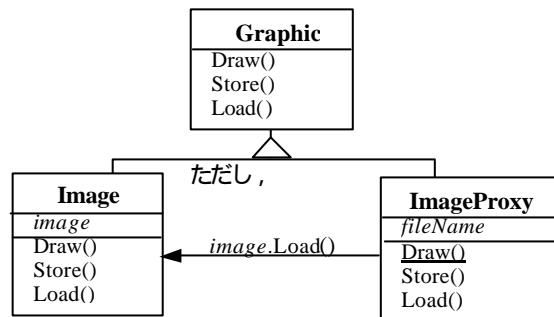 Graphic
Draw()
Store()
Load()
ただし，
Image
image
Draw()
Store()
Load()
image.Load()
ImageProxy
fileName
Draw()
Store()
Load()